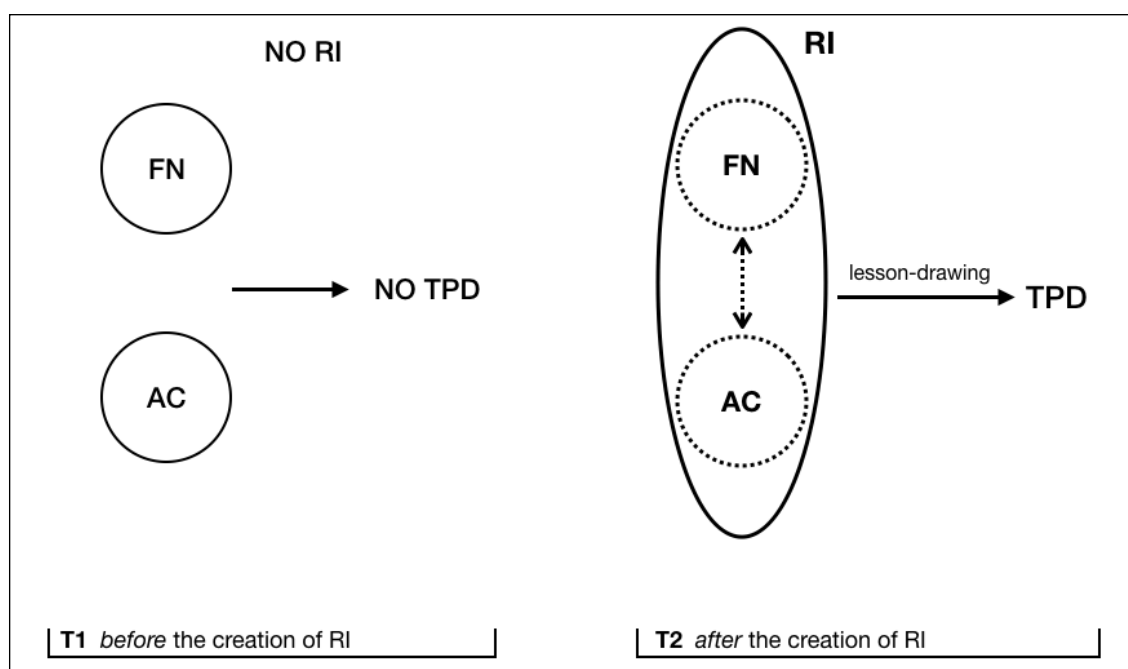 NO RI
FN
NO TPD
AC
T1 before the creation of RI
RI
FN
lesson-drawing
TPD
AC
T2 after the creation of RI